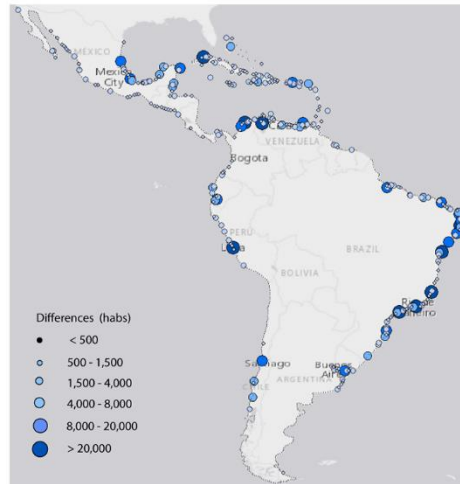 MÉXICO
Mexico
City
Caracas
VENEZUELA
Bogota
PERU
Lima
BRAZIL
BOLIVIA
Rio de
Janeiro
Santiago
Buenos
Aires
ARGENTINA
CHILE
Differences (habs)
< 500
500 - 1,500
1,500 - 4,000
4,000 - 8,000
8,000 - 20,000
> 20,000